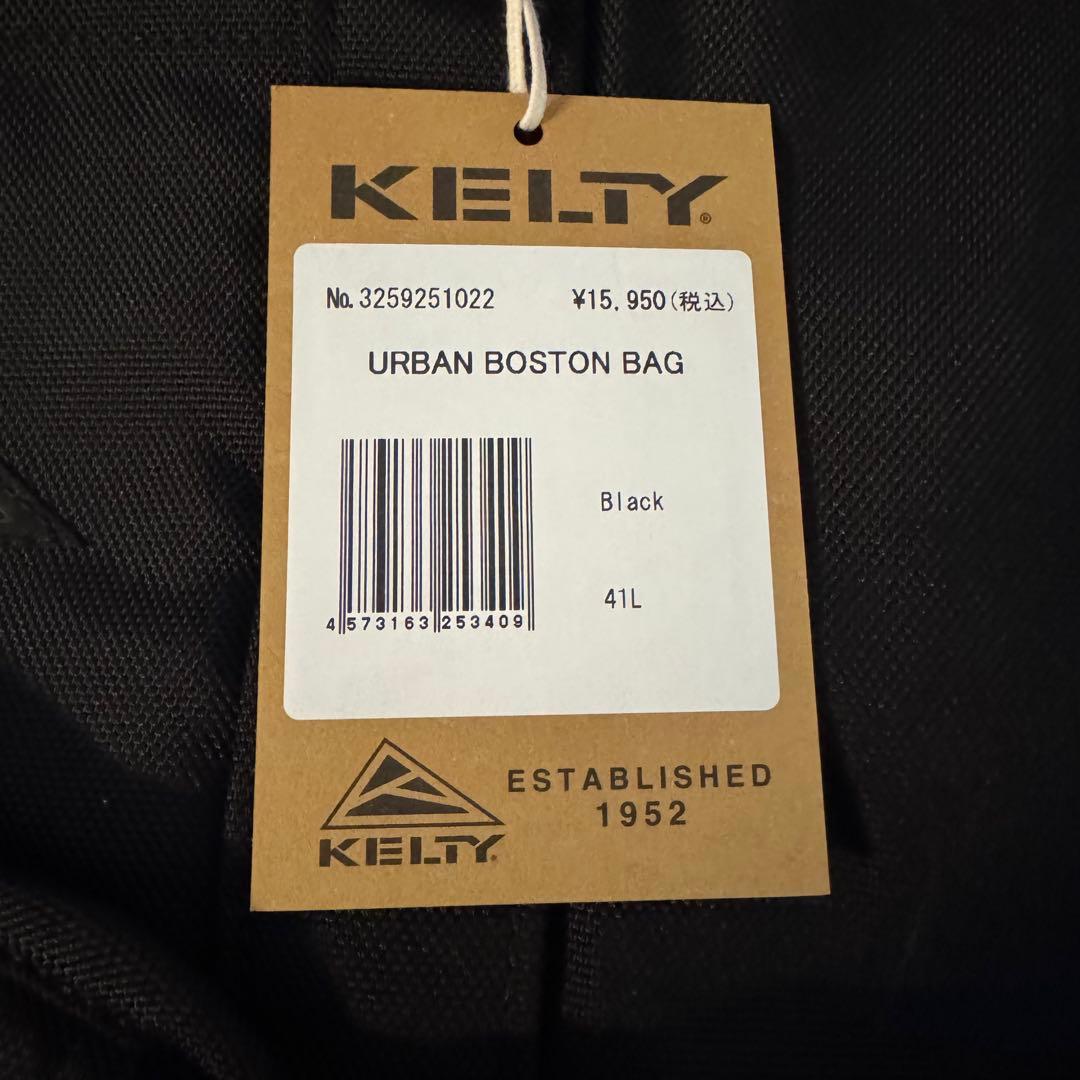 KELTY®
No. 3259251022 ¥15,950(税込)
URBAN BOSTON BAG
Black
41L
4 573163 253409
ESTABLISHED
1952
KELTY®